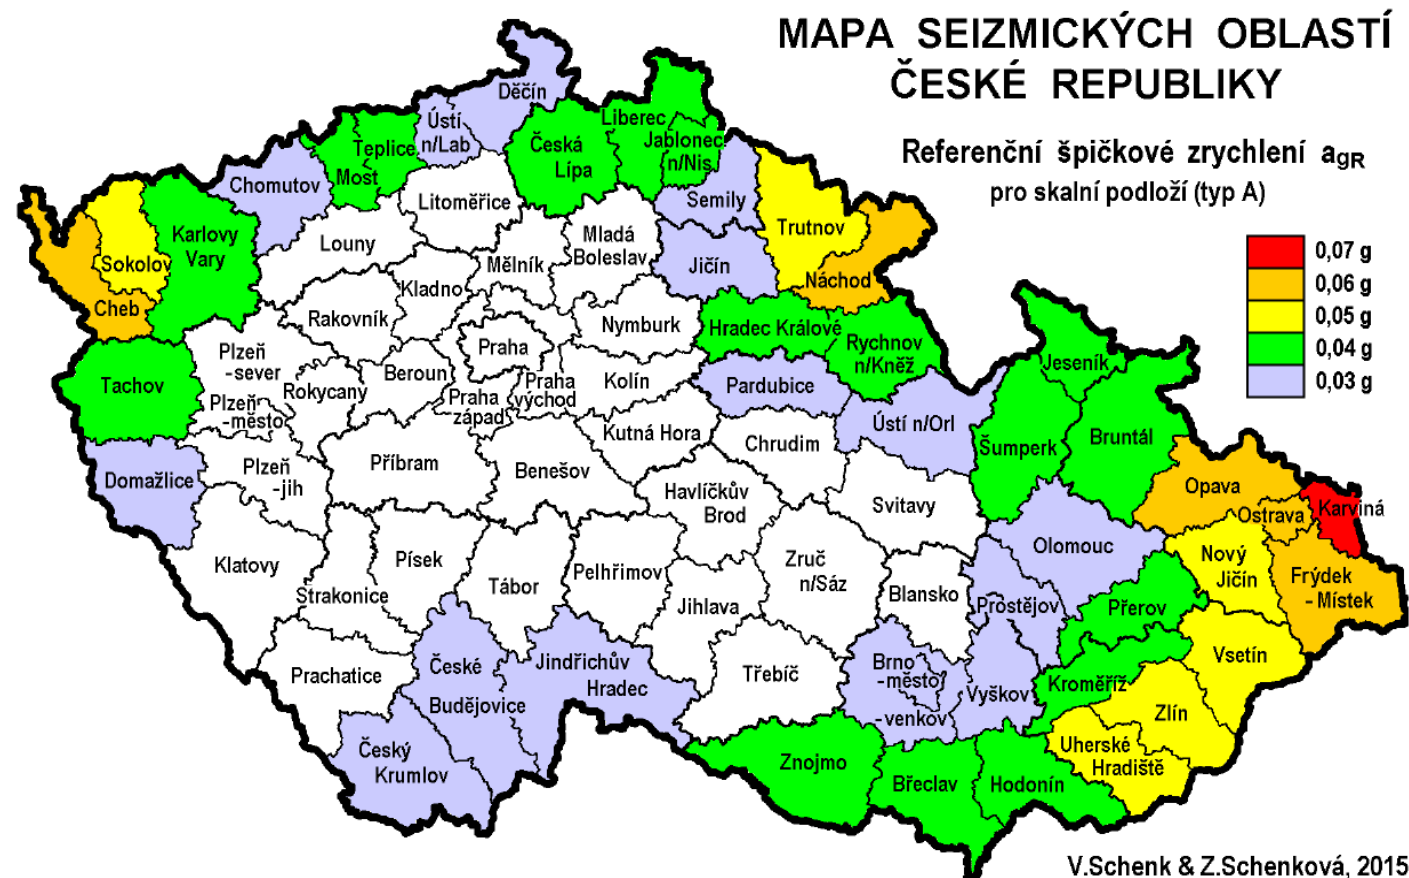 MAPA SEIZMICKÝCH OBLASTÍ
ČESKÉ REPUBLIKY
Referenční špičkové zrychlení agR
pro skalní podloží (typ A)
0,07 g
0,06 g
0,05 g
0,04 g
0,03 g
Děčín
Ústí
n/Lab
Liberec
Jablonec
n/Nis
Česká
Lípa
Teplice
Most
Chomutov
Litoměřice
Semily
Trutnov
Karlovy
Vary
Sokolov
Cheb
Louny
Mělník
Mladá
Boleslav
Jičín
Náchod
Kladno
Rakovník
Nymburk
Hradec Králové
Rychnov
n/Kněž
Praha
Plzeň
-sever
Rokycany
Beroun
Praha
západ
Praha
východ
Kolín
Pardubice
Jeseník
Tachov
Plzeň
-město
Kutná Hora
Chrudim
Ústí n/Orl
Šumperk
Bruntál
Domažlice
Plzeň
-jih
Příbram
Benešov
Havlíčkův
Brod
Svitavy
Opava
Ostrava
Karviná
Klatovy
Písek
Strakonice
Tábor
Pelhřimov
Zruč
n/Sáz
Jihlava
Blansko
Olomouc
Prostějov
Přerov
Nový
Jičín
Frýdek
- Místek
Prachatice
České
Budějovice
Jindřichův
Hradec
Třebíč
Brno
-město
-venkov
Vyškov
Kroměříž
Vsetín
Zlín
Český
Krumlov
Znojmo
Břeclav
Hodonín
Uherské
Hradiště
V.Schenk & Z.Schenková, 2015